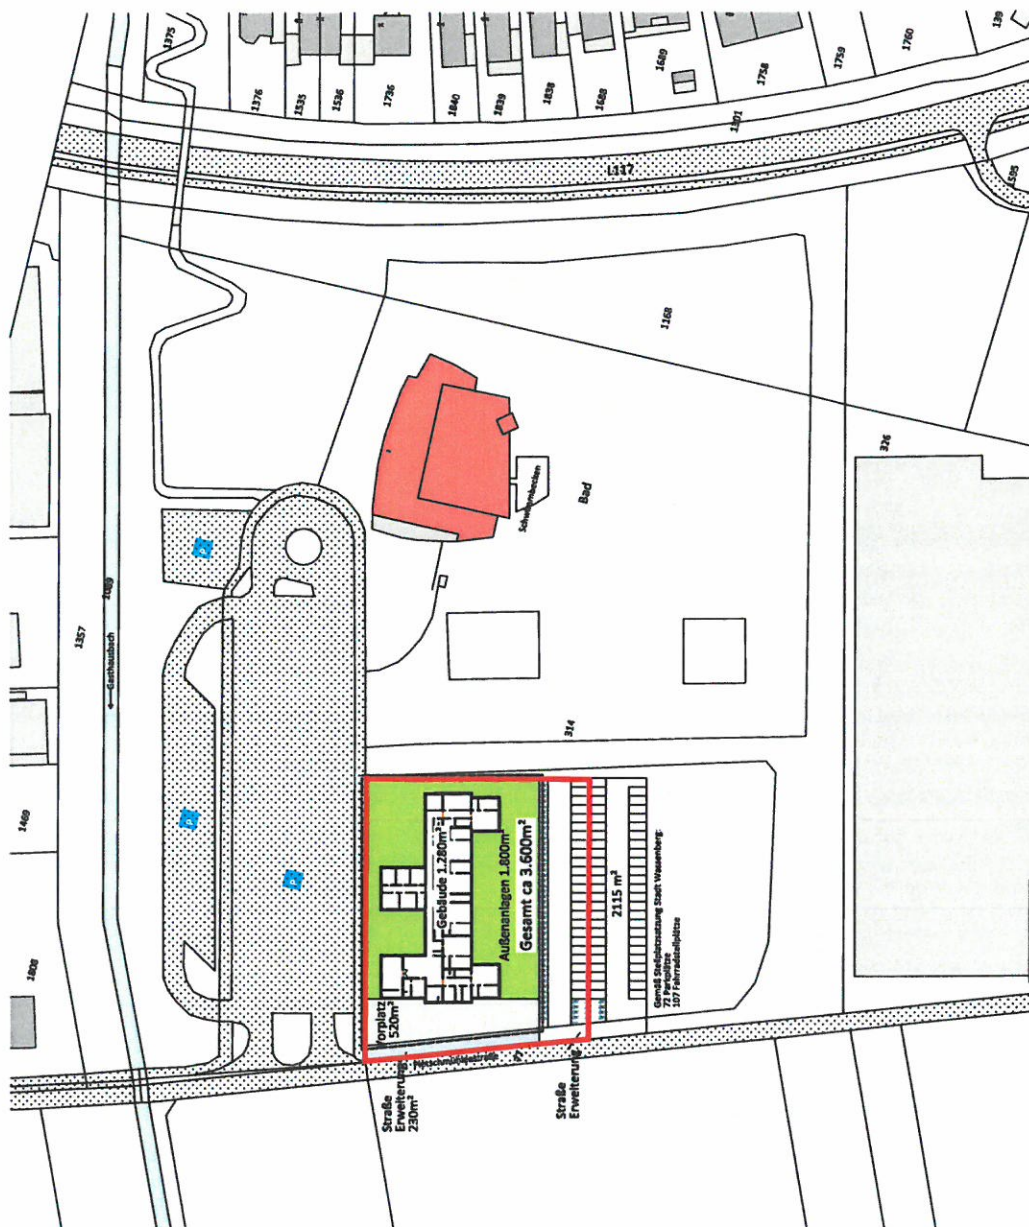 1375
1376
1535
1536
1736
1840
1839
1838
1688
1689
1758
1759
1760
139
1301
L117
1595
1168
326
Schwimmbecken
Bad
1357
1089
Gasthausbach
P
P
P
1469
1808
314
Vorplatz
520m²
Gebäude 1.280m²
Außenanlagen 1.800m²
Gesamt ca 3.600m²
2115 m²
Gemäß Stellplatzsatzung Stadt Wassenberg:
72 Parkplätze
107 Fahrradstellplätze
Straße
Erweiterung
230m²
Straße
Erweiterung